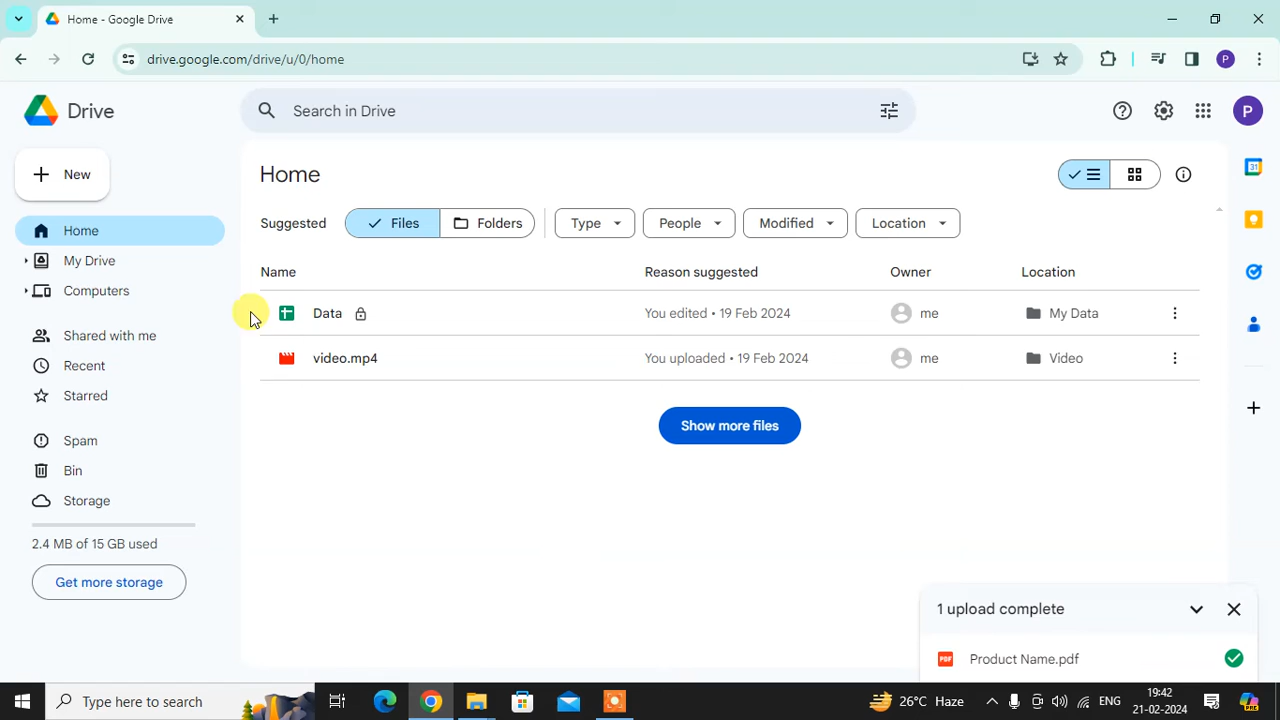 Home - Google Drive
drive.google.com/drive/u/0/home
P
Drive
Search in Drive
P
New
Home
31
Suggested
Files
Folders
Type
People
Modified
Location
Home
My Drive
Computers
Shared with me
Recent
Starred
Spam
Bin
Storage
2.4 MB of 15 GB used
Get more storage
Name
Reason suggested
Owner
Location
Data
You edited • 19 Feb 2024
me
My Data
video.mp4
You uploaded • 19 Feb 2024
me
Video
Show more files
1 upload complete
PDF
Product Name.pdf
Type here to search
26°C Haze
ENG
19:42
21-02-2024
PRE